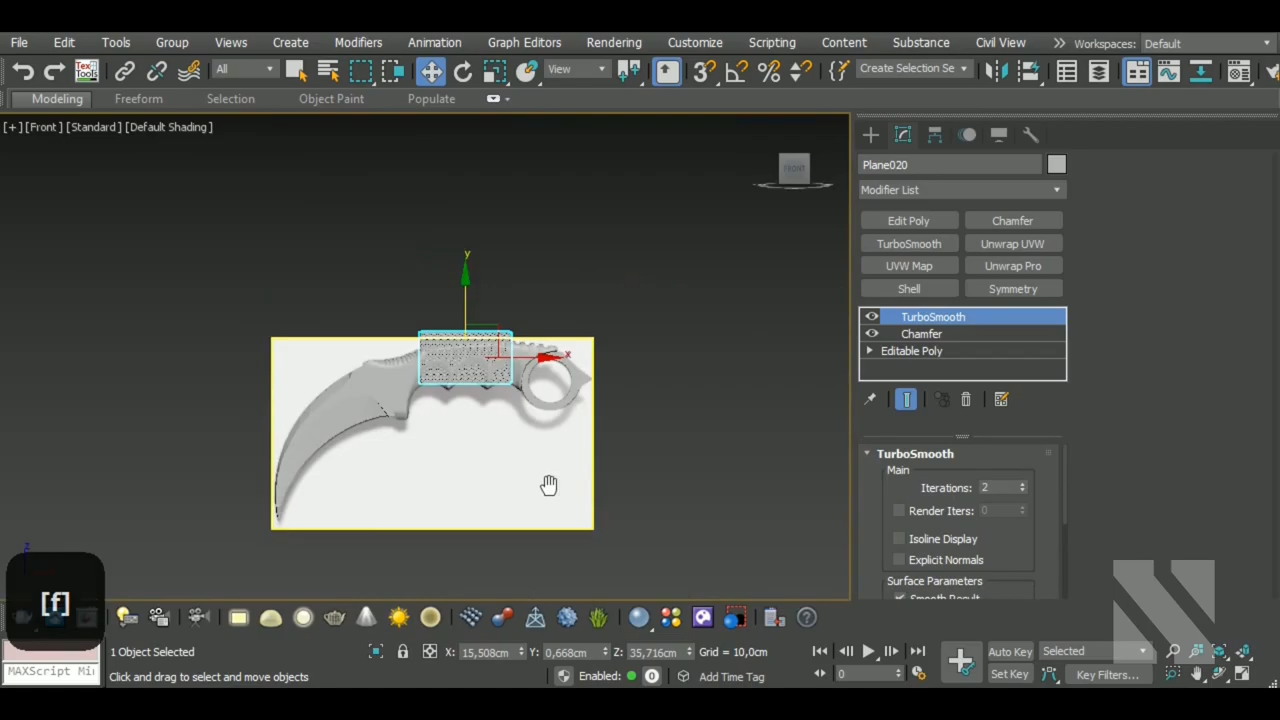 File Edit Tools Group Views Create Modifiers Animation Graph Editors Rendering Customize Scripting Content Substance Civil View Workspaces: Default
Tex Tools All View Create Selection Se
Modeling Freeform Selection Object Paint Populate
[+] [Front] [Standard] [Default Shading]
FRONT
Plane020
Modifier List
Edit Poly Chamfer
TurboSmooth Unwrap UVW
UVW Map Unwrap Pro
Shell Symmetry
TurboSmooth
Chamfer
Editable Poly
y
x
TurboSmooth
Main
Iterations: 2
Render Iters: 0
Isoline Display
Explicit Normals
Surface Parameters
Smooth Result
z
[f]
1 Object Selected X: 15,508cm Y: 0,668cm Z: 35,716cm Grid = 10,0cm Auto Key Selected
MAXScript Mi Click and drag to select and move objects Enabled: 0 Add Time Tag 0 Set Key Key Filters...